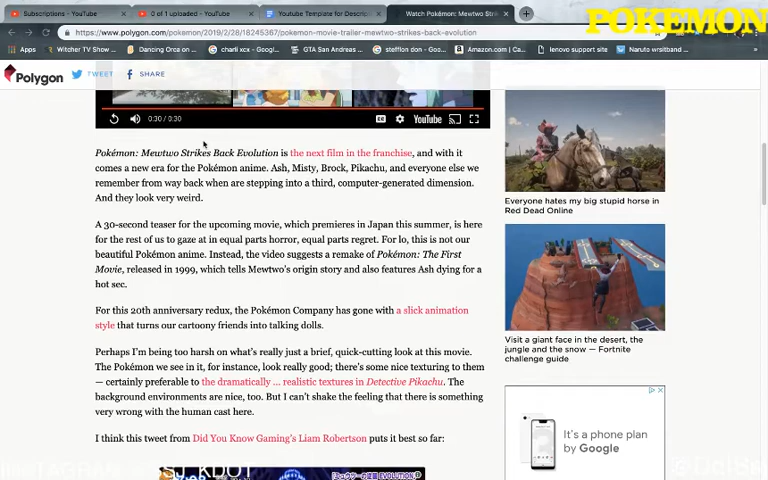 Subscriptions - YouTube
0 of 1 uploaded - YouTube
Youtube Template for Descrip
Watch Pokémon: Mewtwo Strik
POKEMON
https://www.polygon.com/pokemon/2019/2/28/18245367/pokemon-movie-trailer-mewtwo-strikes-back-evolution
Apps
Witcher TV Show
Dancing Orca on
charli xcx - Googl
GTA San Andreas
stefflon don - Goog
Amazon.com | Ca
lenovo support site
Naruto wrsitband
Polygon
TWEET
SHARE
0:30 / 0:30
CC
YouTube
Pokémon: Mewtwo Strikes Back Evolution is the next film in the franchise, and with it
comes a new era for the Pokémon anime. Ash, Misty, Brock, Pikachu, and everyone else we
remember from way back when are stepping into a third, computer-generated dimension.
And they look very weird.
A 30-second teaser for the upcoming movie, which premieres in Japan this summer, is here
for the rest of us to gaze at in equal parts horror, equal parts regret. For lo, this is not our
beautiful Pokémon anime. Instead, the video suggests a remake of Pokémon: The First
Movie, released in 1999, which tells Mewtwo's origin story and also features Ash dying for a
hot sec.
For this 20th anniversary redux, the Pokémon Company has gone with a slick animation
style that turns our cartoony friends into talking dolls.
Perhaps I'm being too harsh on what's really just a brief, quick-cutting look at this movie.
The Pokémon we see in it, for instance, look really good; there's some nice texturing to them
— certainly preferable to the dramatically ... realistic textures in Detective Pikachu. The
background environments are nice, too. But I can't shake the feeling that there is something
very wrong with the human cast here.
I think this tweet from Did You Know Gaming's Liam Robertson puts it best so far:
Everyone hates my big stupid horse in
Red Dead Online
Visit a giant face in the desert, the
jungle and the snow — Fortnite
challenge guide
It's a phone plan
by Google